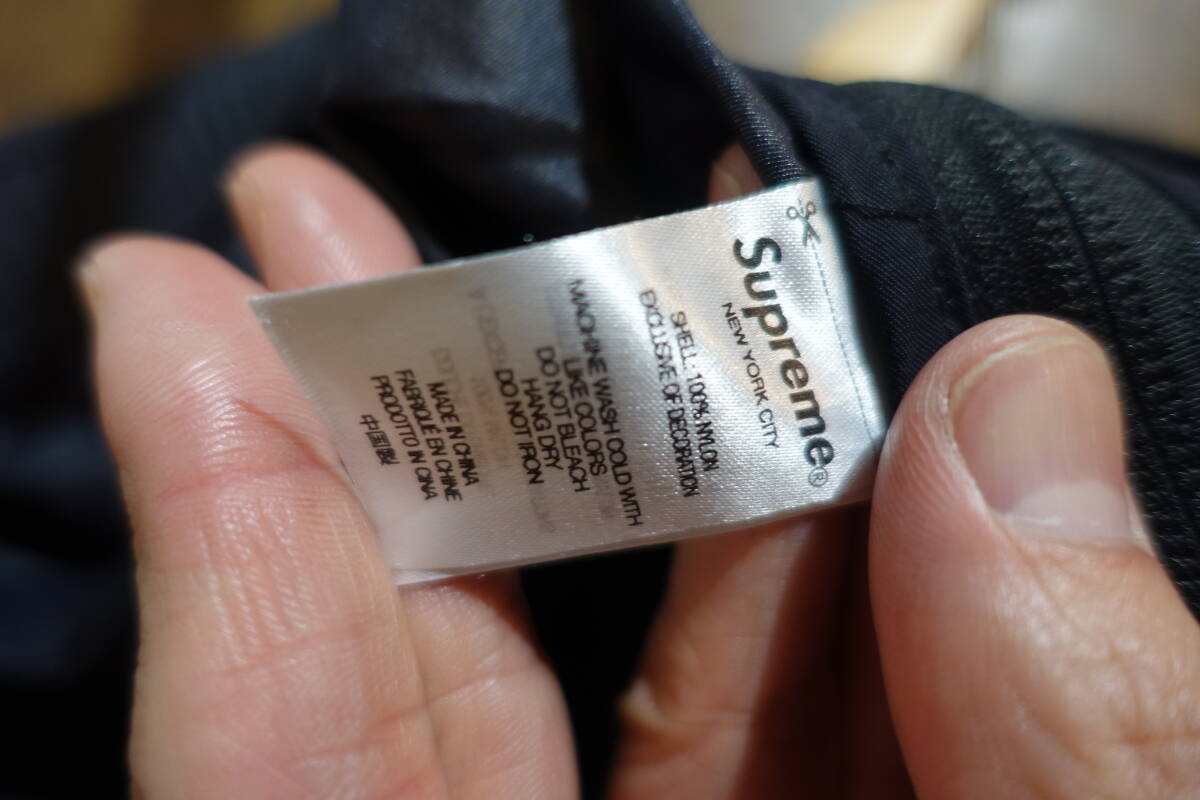 Supreme®
NEW YORK CITY
SHELL: 100% NYLON
EXCLUSIVE OF DECORATION
MACHINE WASH COLD WITH
LIKE COLORS
DO NOT BLEACH
HANG DRY
DO NOT IRON
MADE IN CHINA
FABRIQUÉ EN CHINE
PRODOTTO IN CINA
中国製